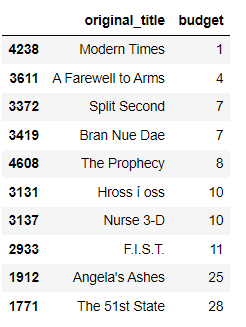 original_title budget
4238 Modern Times 1
3611 A Farewell to Arms 4
3372 Split Second 7
3419 Bran Nue Dae 7
4608 The Prophecy 8
3131 Hross í oss 10
3137 Nurse 3-D 10
2933 F.I.S.T. 11
1912 Angela's Ashes 25
1771 The 51st State 28